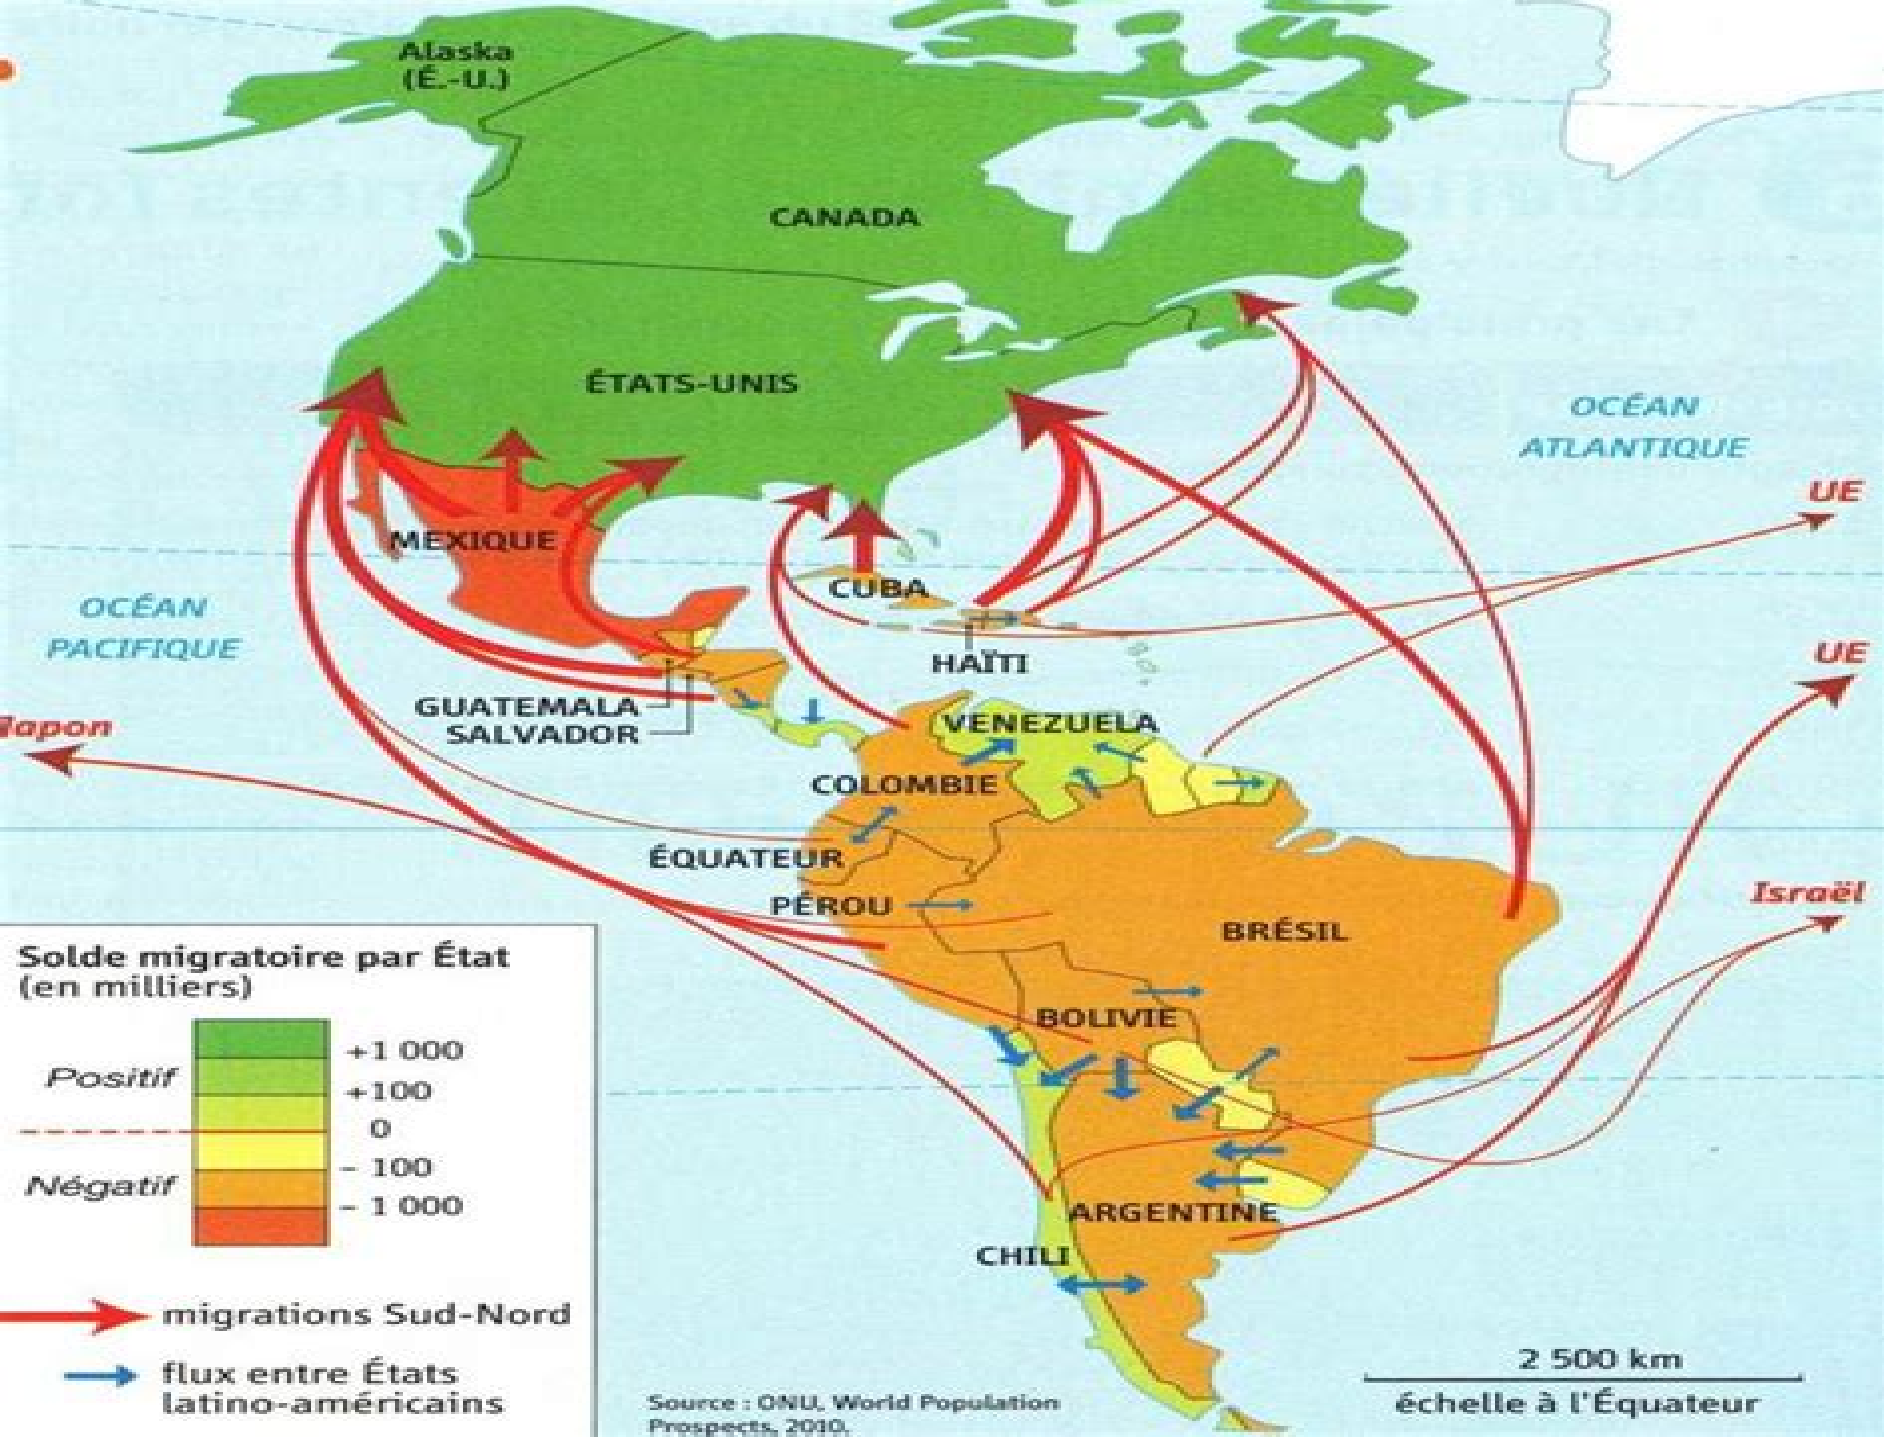 Alaska
(É.-U.)
CANADA
ÉTATS-UNIS
OCÉAN
ATLANTIQUE
UE
MEXIQUE
CUBA
OCÉAN
PACIFIQUE
HAÏTI
UE
GUATEMALA
SALVADOR
VENEZUELA
Japon
COLOMBIE
ÉQUATEUR
PÉROU
BRÉSIL
Israël
BOLIVIE
ARGENTINE
CHILI
Solde migratoire par État
(en milliers)
Positif
Négatif
+1 000
+100
0
- 100
- 1 000
migrations Sud-Nord
flux entre États
latino-américains
Source : ONU, World Population
Prospects, 2010.
2 500 km
échelle à l'Équateur